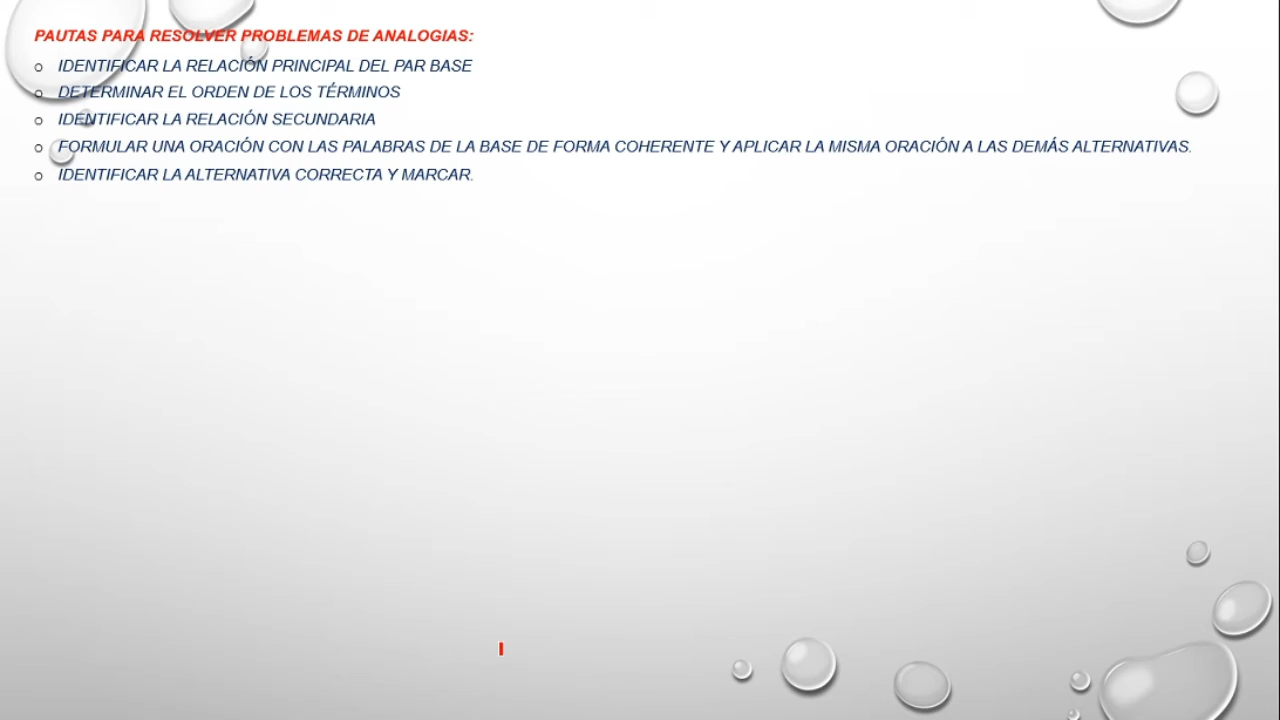 PAUTAS PARA RESOLVER PROBLEMAS DE ANALOGIAS:
o IDENTIFICAR LA RELACIÓN PRINCIPAL DEL PAR BASE
o DETERMINAR EL ORDEN DE LOS TÉRMINOS
o IDENTIFICAR LA RELACIÓN SECUNDARIA
o FORMULAR UNA ORACIÓN CON LAS PALABRAS DE LA BASE DE FORMA COHERENTE Y APLICAR LA MISMA ORACIÓN A LAS DEMÁS ALTERNATIVAS.
o IDENTIFICAR LA ALTERNATIVA CORRECTA Y MARCAR.